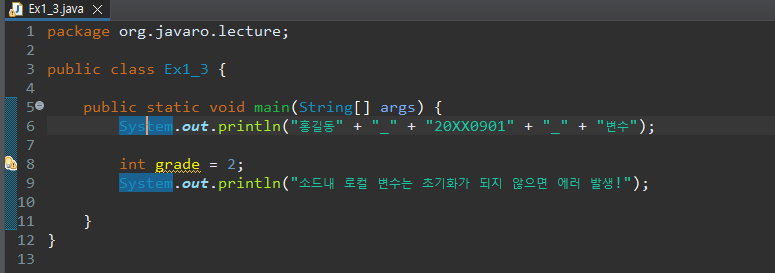 Ex1_3.java
1 package org.javaro.lecture;
2
3 public class Ex1_3 {
4
5 public static void main(String[] args) {
6 System.out.println("홍길동" + "_" + "20XX0901" + "_" + "변수");
7
8 int grade = 2;
9 System.out.println("소드내 로컬 변수는 초기화가 되지 않으면 에러 발생!");
10
11 }
12 }
13